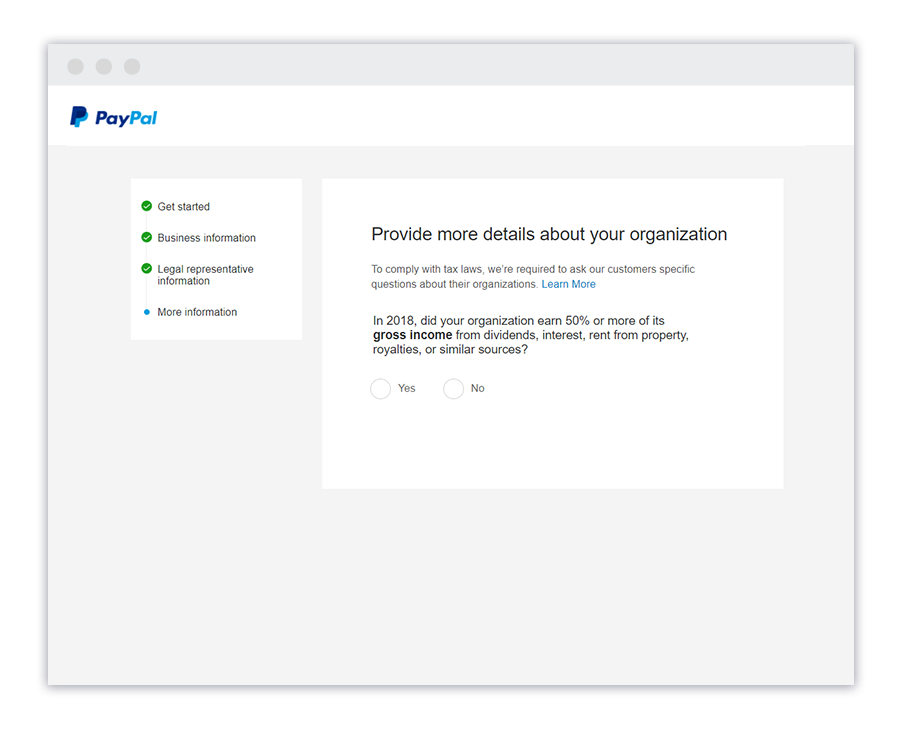 PayPal
Get started
Business information
Legal representative
information
More information
Provide more details about your organization
To comply with tax laws, we're required to ask our customers specific
questions about their organizations. Learn More
In 2018, did your organization earn 50% or more of its
gross income from dividends, interest, rent from property,
royalties, or similar sources?
Yes No